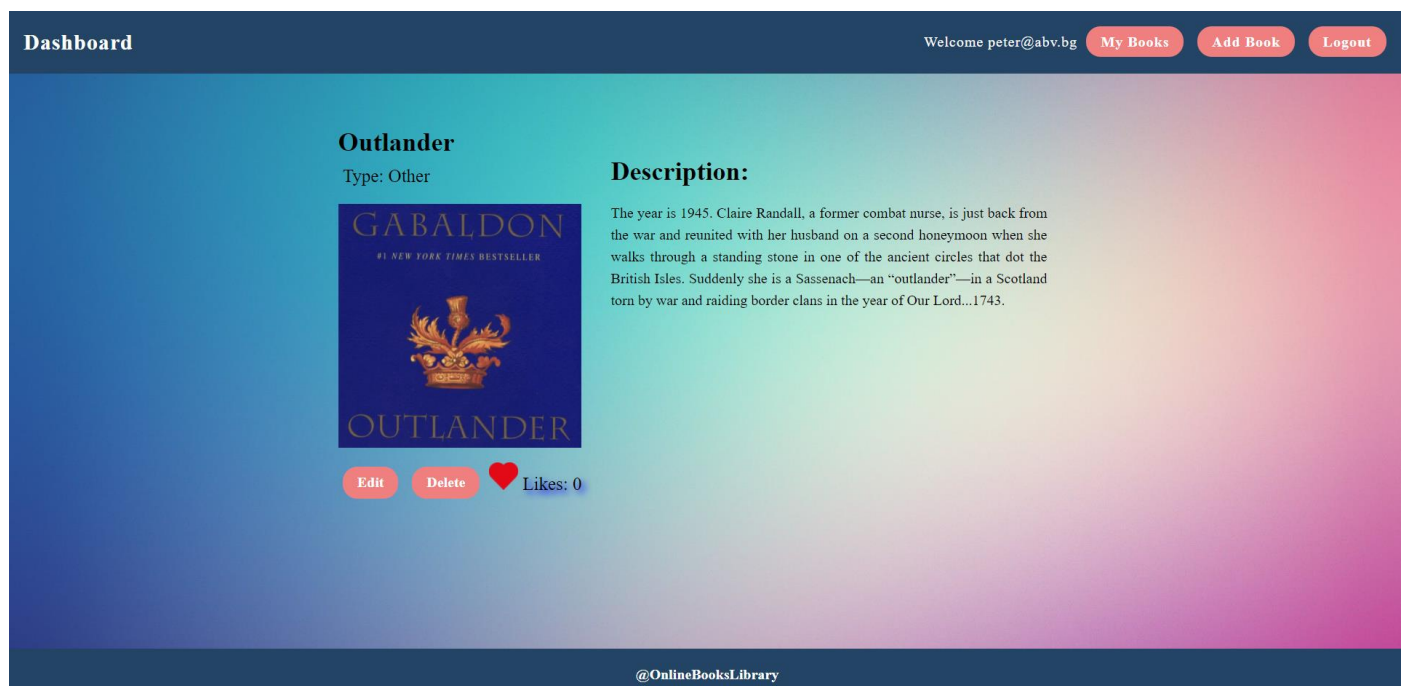 Dashboard
Welcome peter@abv.bg
My Books
Add Book
Logout
Outlander
Type: Other
GABALDON
#1 NEW YORK TIMES BESTSELLER
OUTLANDER
Edit
Delete
Likes: 0
Description:
The year is 1945. Claire Randall, a former combat nurse, is just back from
the war and reunited with her husband on a second honeymoon when she
walks through a standing stone in one of the ancient circles that dot the
British Isles. Suddenly she is a Sassenach—an “outlander”—in a Scotland
torn by war and raiding border clans in the year of Our Lord...1743.
@OnlineBooksLibrary